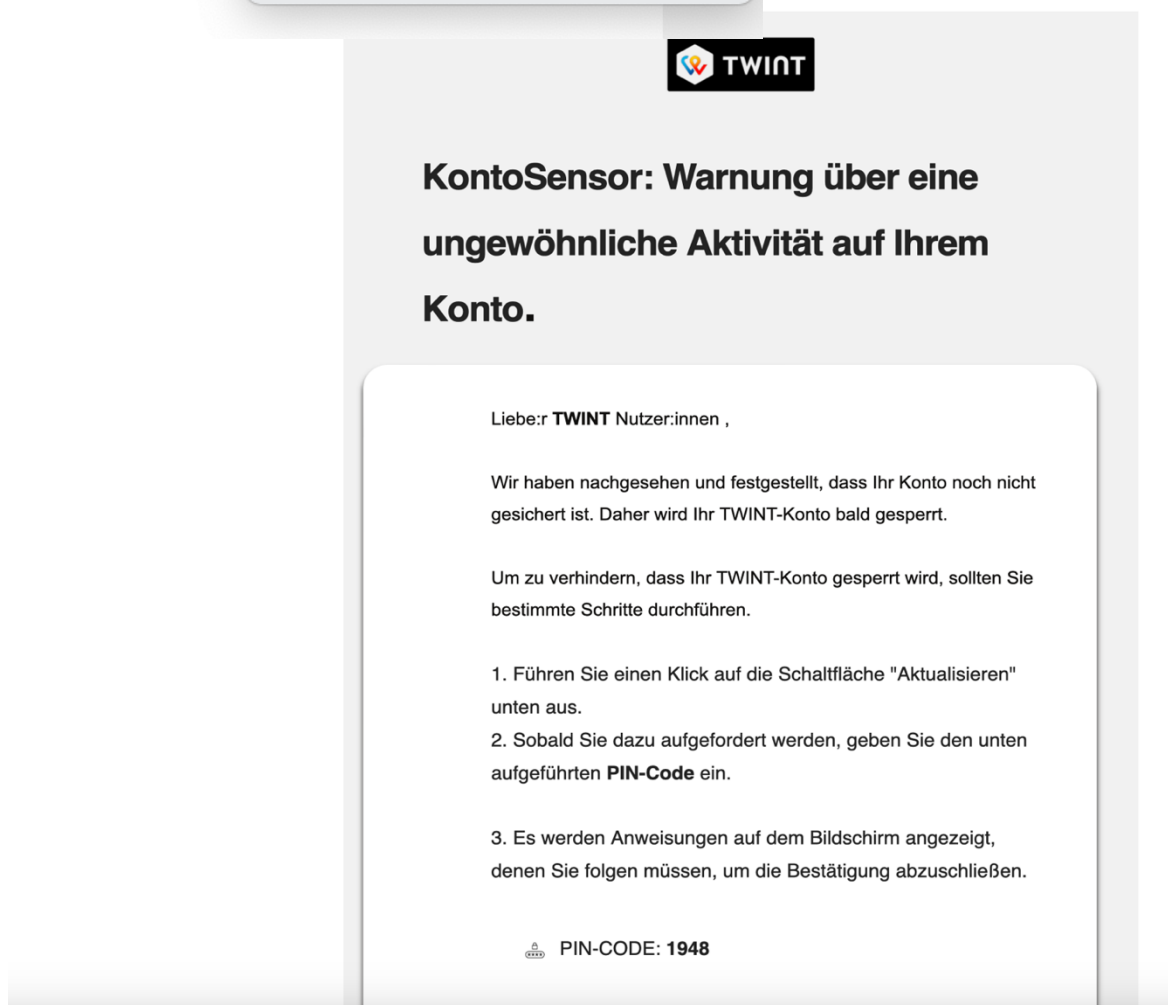 TWINT
KontoSensor: Warnung über eine
ungewöhnliche Aktivität auf Ihrem
Konto.
Liebe:r TWINT Nutzer:innen ,
Wir haben nachgesehen und festgestellt, dass Ihr Konto noch nicht
gesichert ist. Daher wird Ihr TWINT-Konto bald gesperrt.
Um zu verhindern, dass Ihr TWINT-Konto gesperrt wird, sollten Sie
bestimmte Schritte durchführen.
1. Führen Sie einen Klick auf die Schaltfläche "Aktualisieren"
unten aus.
2. Sobald Sie dazu aufgefordert werden, geben Sie den unten
aufgeführten PIN-Code ein.
3. Es werden Anweisungen auf dem Bildschirm angezeigt,
denen Sie folgen müssen, um die Bestätigung abzuschließen.
PIN-CODE: 1948